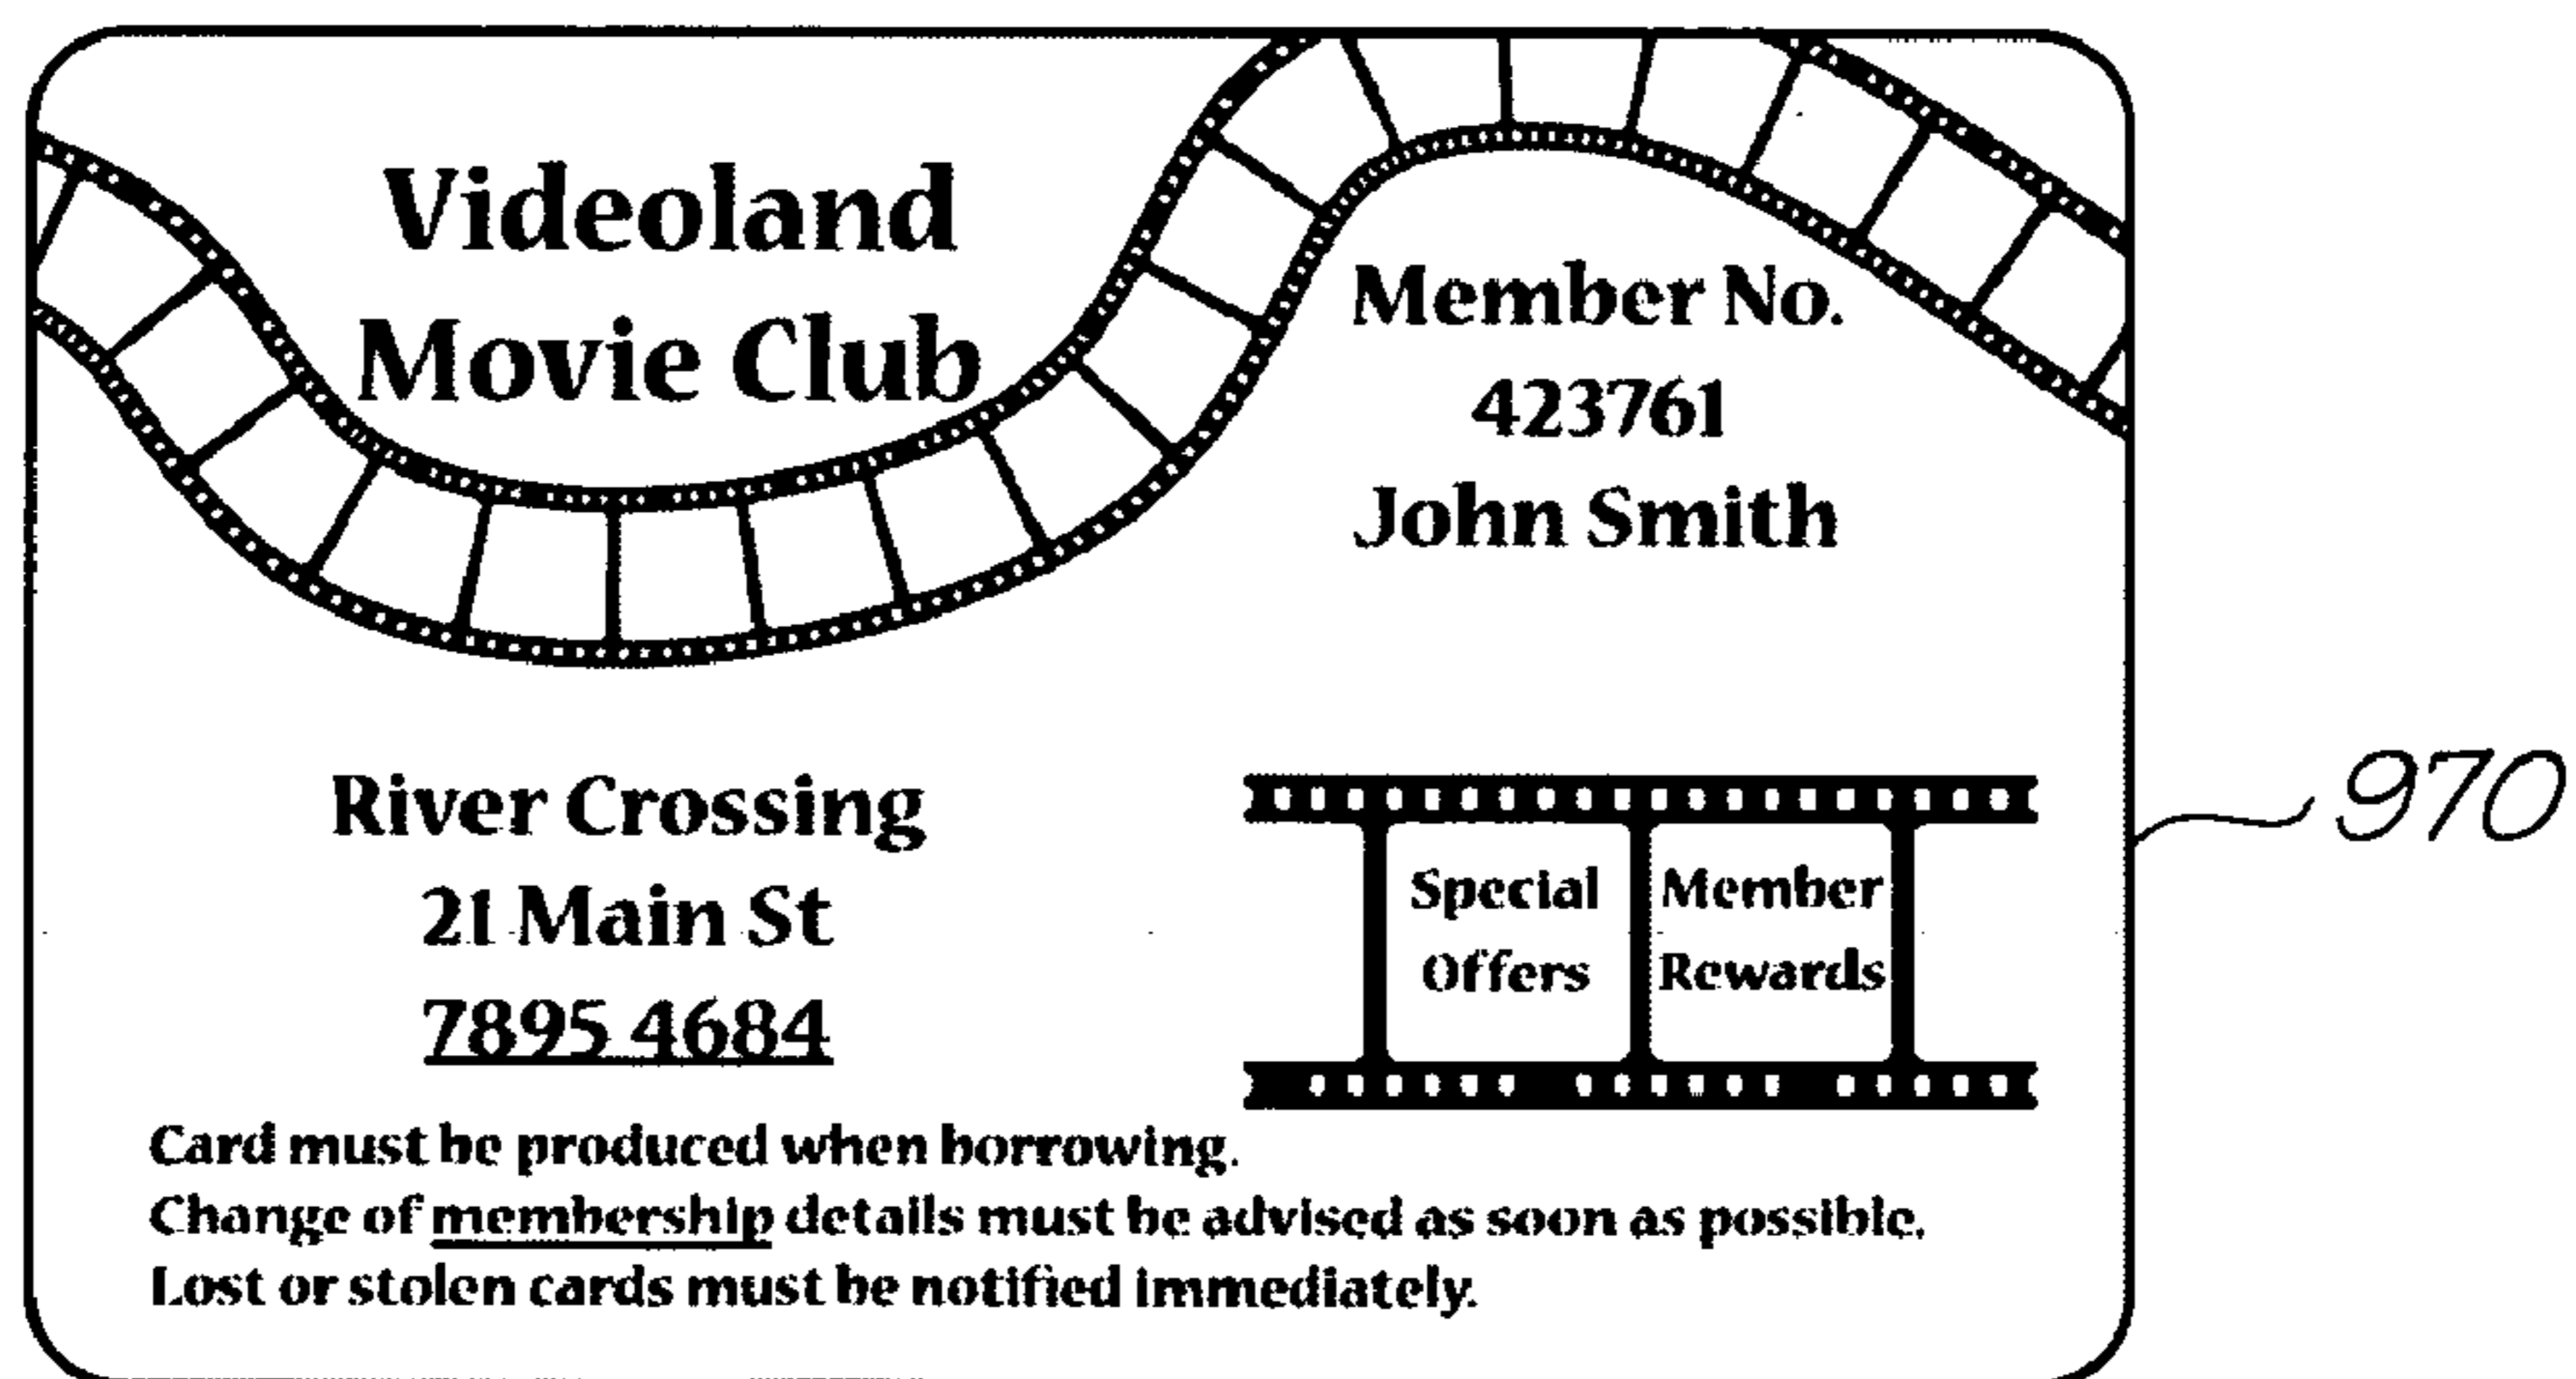 Videoland
Movie Club
Member No.
423761
John Smith
River Crossing
21 Main St
7895 4684
Special
Offers
Member
Rewards
970
Card must be produced when borrowing.
Change of membership details must be advised as soon as possible.
Lost or stolen cards must be notified immediately.